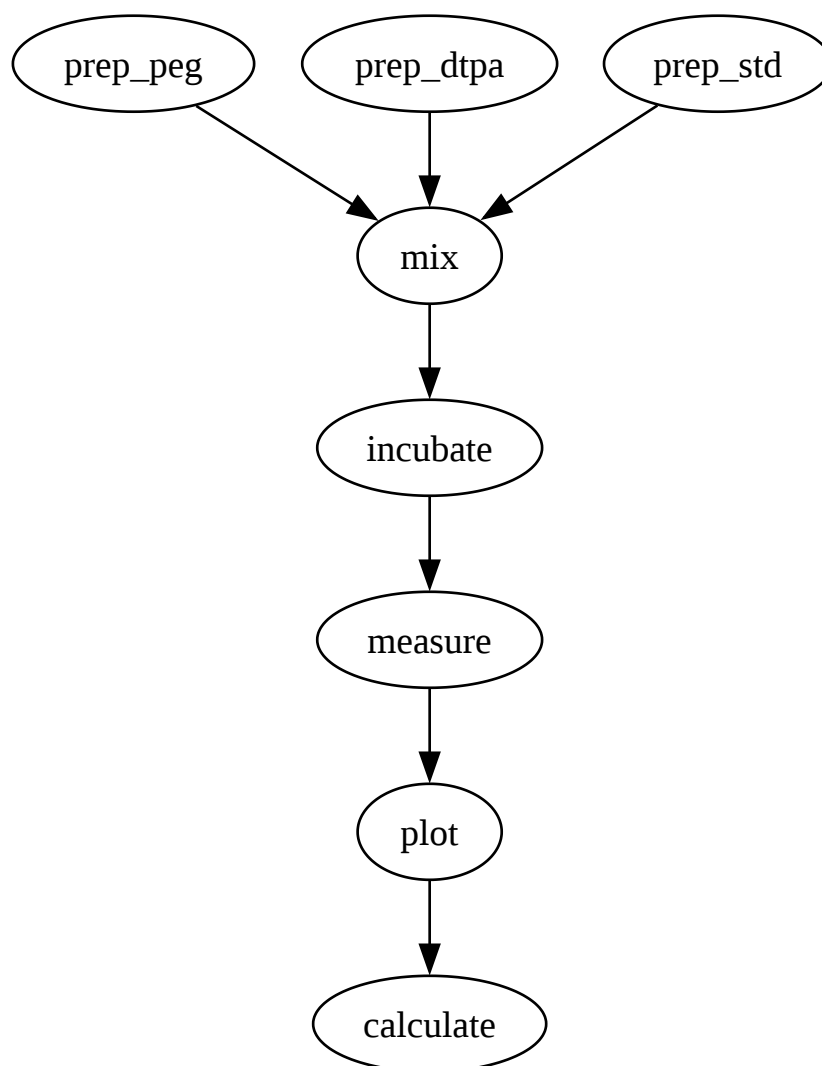 prep_peg prep_dtpa prep_std
mix
incubate
measure
plot
calculate